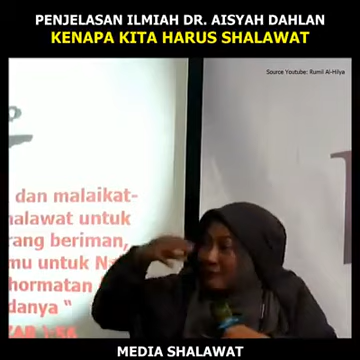 PENJELASAN ILMIAH DR. AISYAH DAHLAN
KENAPA KITA HARUS SHALAWAT
Source Youtube: Rumil Al-Hilya
dan malaikat-
halawat untuk
rang beriman,
mu untuk Na
hormatan
danya "
MEDIA SHALAWAT